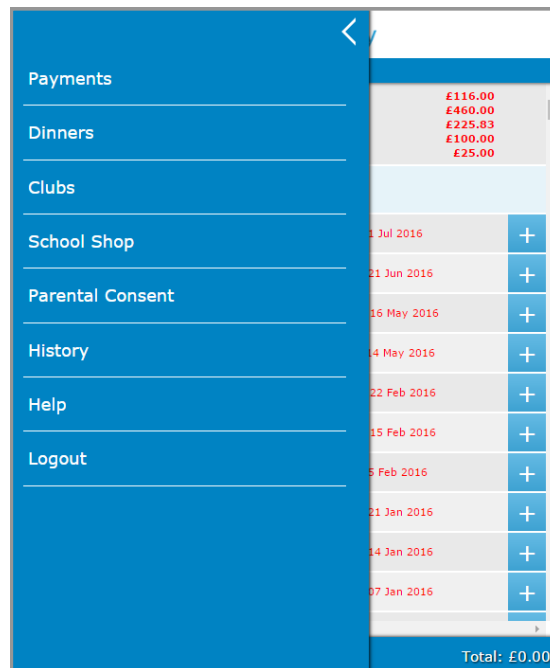 Payments
Dinners
Clubs
School Shop
Parental Consent
History
Help
Logout
£116.00
£460.00
£225.83
£100.00
£25.00
1 Jul 2016
21 Jun 2016
16 May 2016
14 May 2016
22 Feb 2016
15 Feb 2016
5 Feb 2016
21 Jan 2016
14 Jan 2016
07 Jan 2016
Total: £0.00